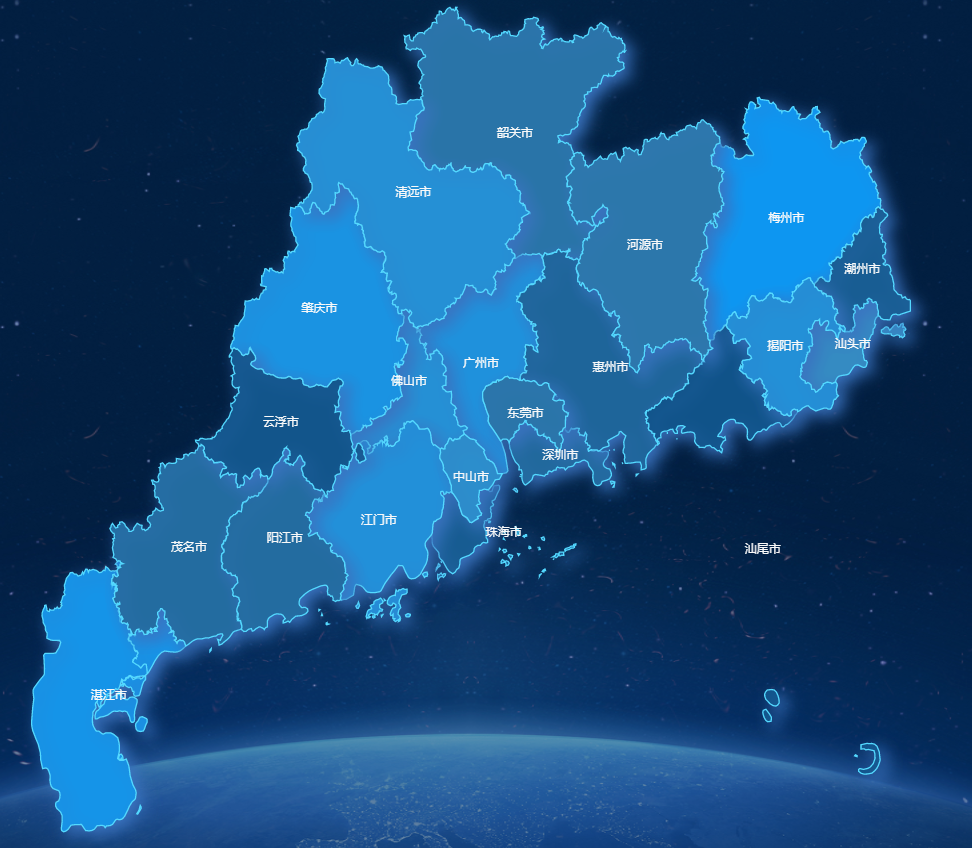 韶关市
清远市
梅州市
河源市
潮州市
肇庆市
揭阳市
汕头市
广州市
惠州市
佛山市
东莞市
云浮市
深圳市
中山市
江门市
珠海市
阳江市
茂名市
汕尾市
湛江市